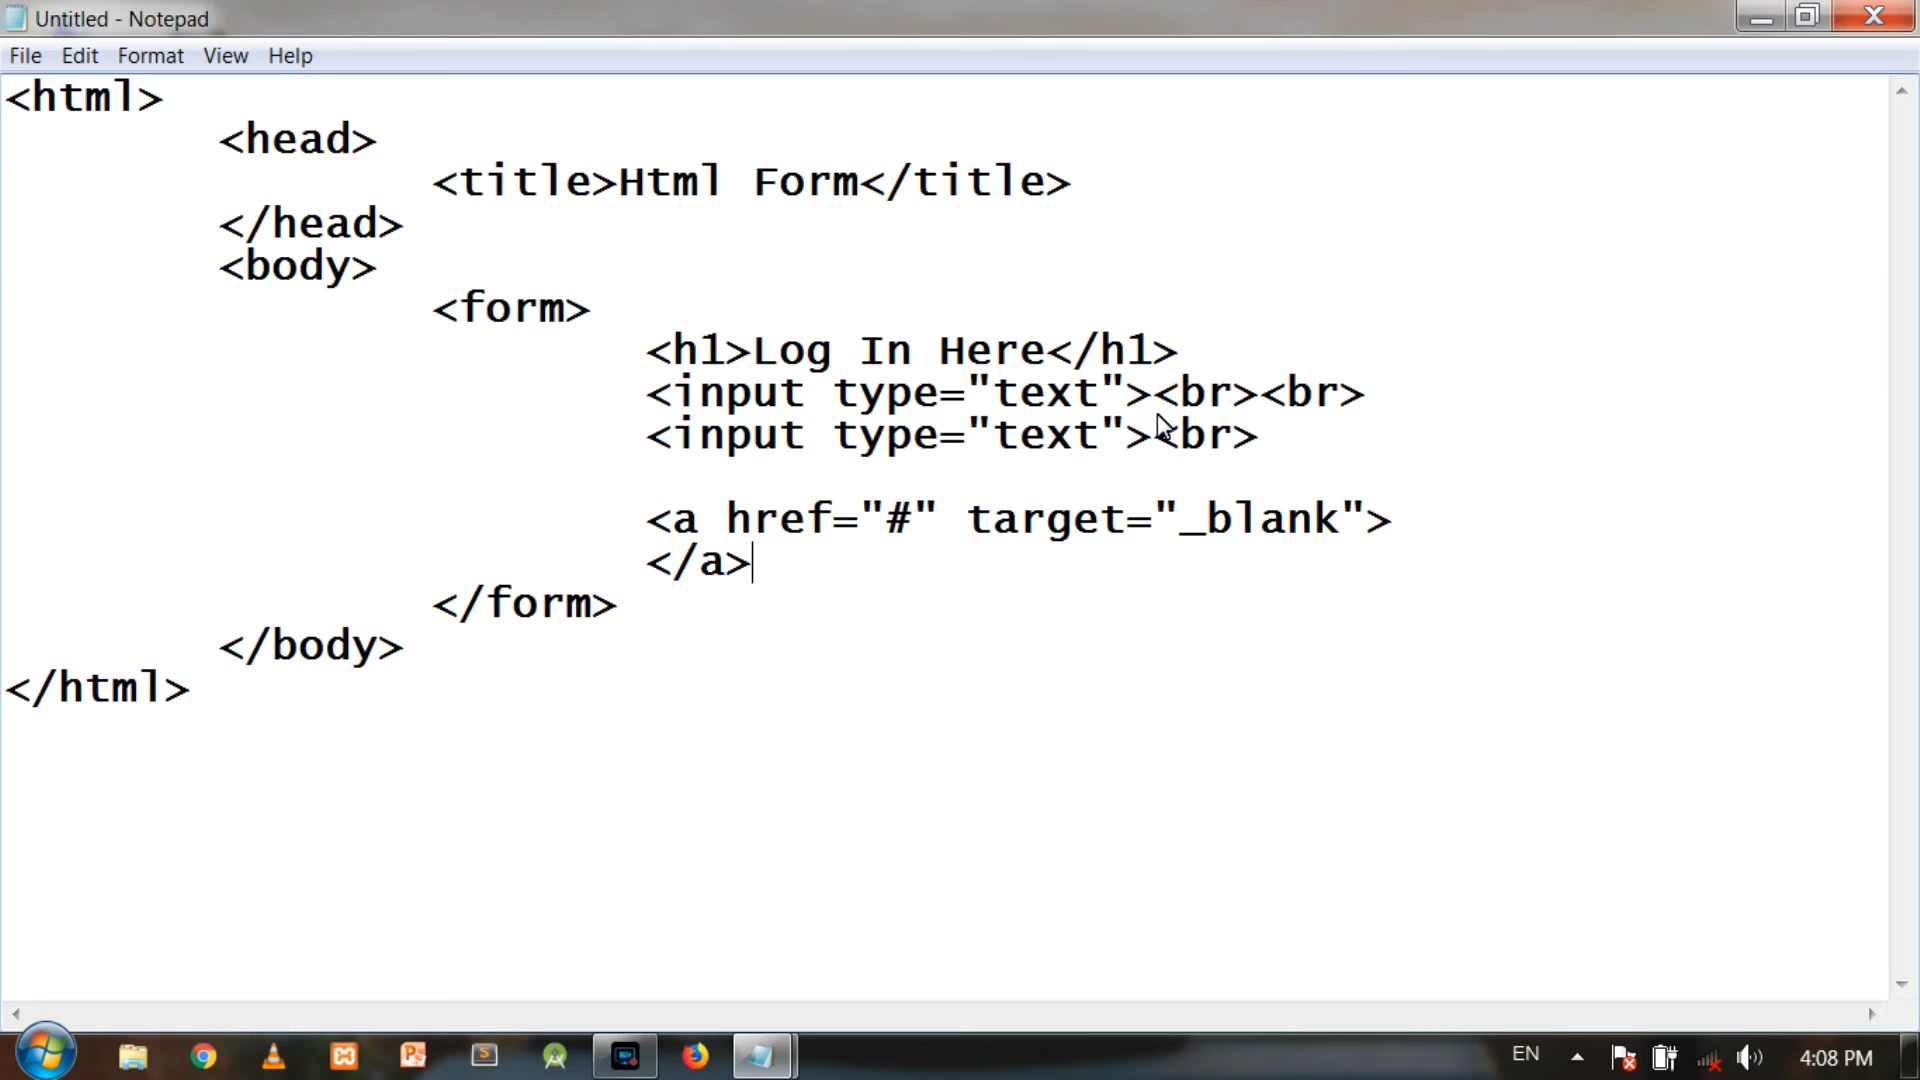 Untitled - Notepad
File Edit Format View Help
<html>
<head>
<title>Html Form</title>
</head>
<body>
<form>
<h1>Log In Here</h1>
<input type="text"><br><br>
<input type="text"><br>
<a href="#" target="_blank">
</a>
</form>
</body>
</html>
EN
4:08 PM